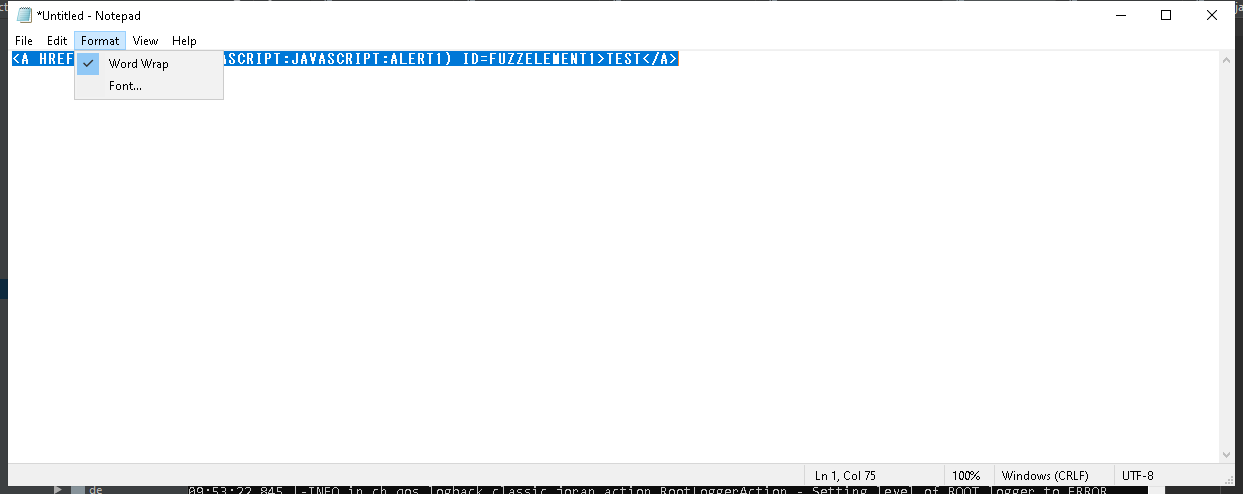 *Untitled - Notepad
File Edit Format View Help
<A HREF ASCRIPT:JAVASCRIPT:ALERT1) ID=FUZZELEMENT1>TEST</A>
Word Wrap
Font...
Ln 1, Col 75 100% Windows (CRLF) UTF-8
de 09:53:22,845 |-INFO in ch.qos.logback.classic.joran.action.RootLoggerAction - Setting level of ROOT logger to ERROR